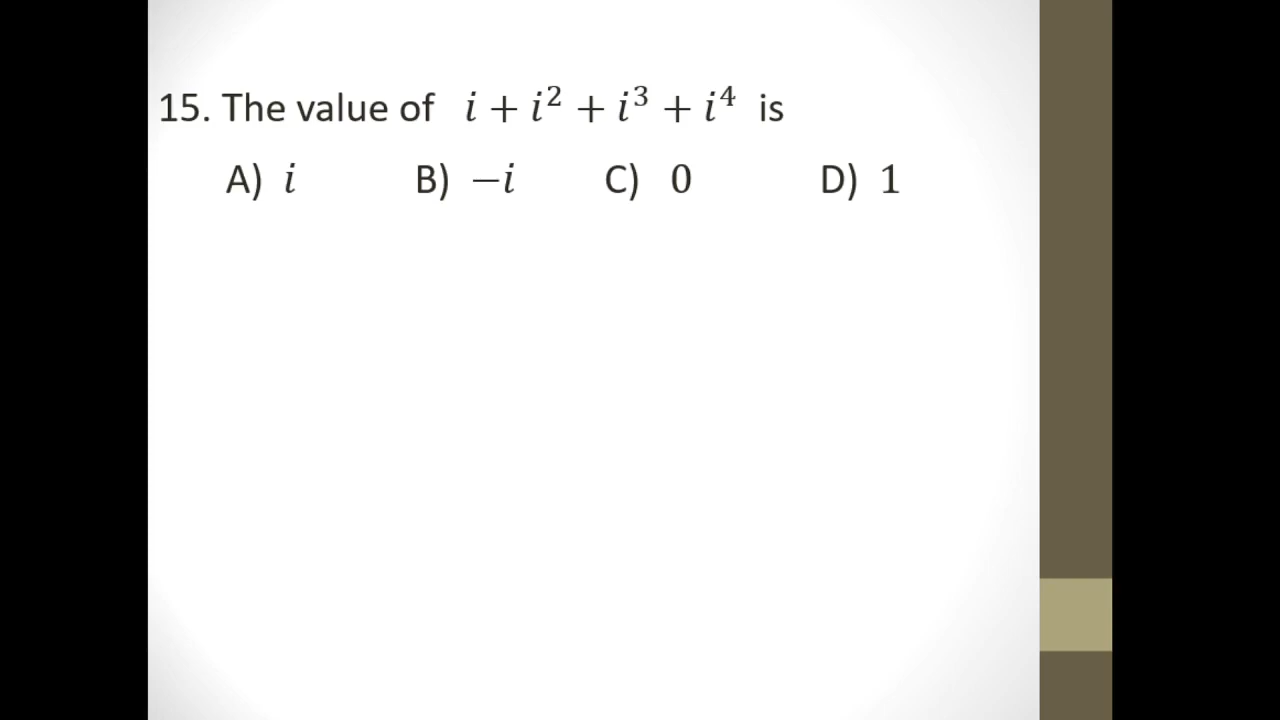 15. The value of i + i² + i³ + i⁴ is
A) i B) −i C) 0 D) 1